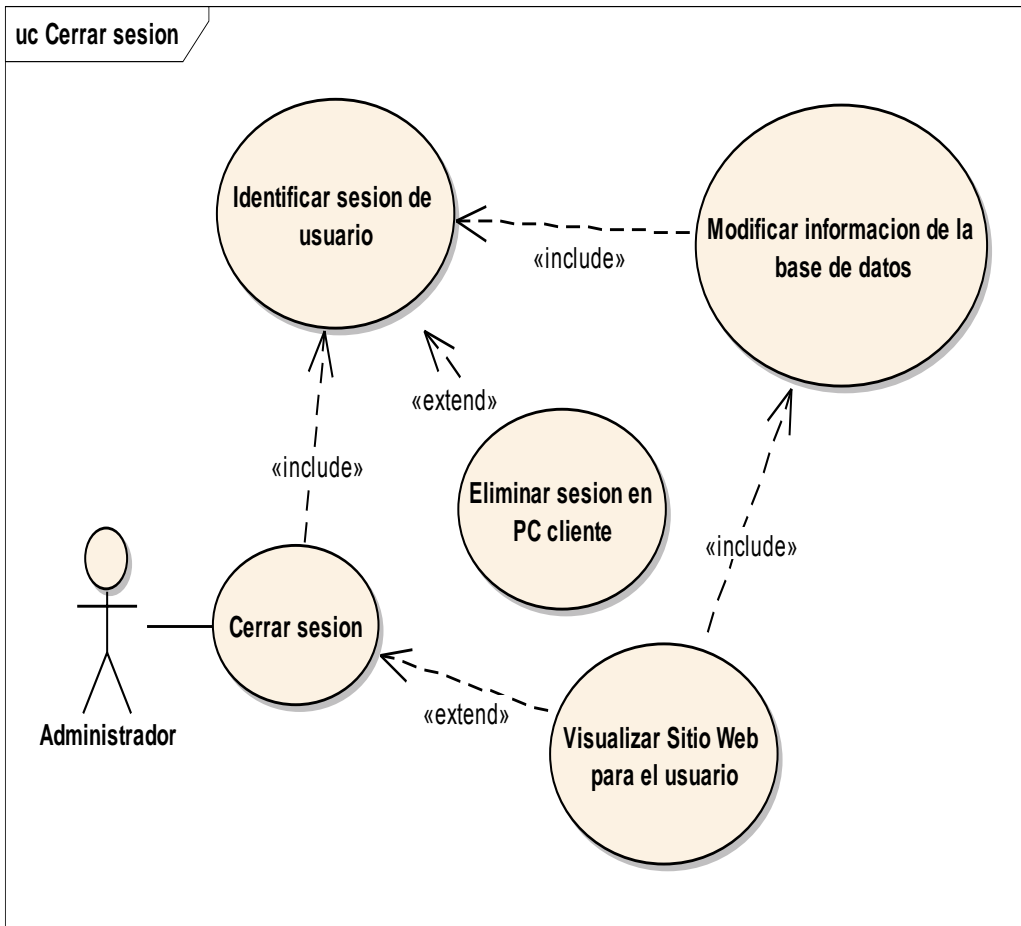 uc Cerrar sesion
Identificar sesion de
usuario
Modificar informacion de la
base de datos
«include»
«extend»
«include»
Eliminar sesion en
PC cliente
«include»
Cerrar sesion
«extend»
Administrador
Visualizar Sitio Web
para el usuario